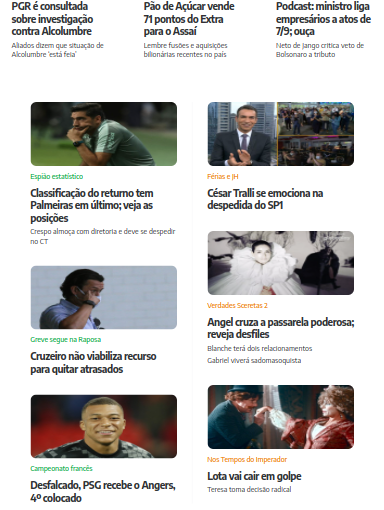 PGR é consultada
sobre investigação
contra Alcolumbre
Aliados dizem que situação de
Alcolumbre 'está feia'
Pão de Açúcar vende
71 pontos do Extra
para o Assaí
Lembre fusões e aquisições
bilionárias recentes no país
Podcast: ministro liga
empresários a atos de
7/9; ouça
Neto de Jango critica veto de
Bolsonaro a tributo
Espião estatístico
Classificação do returno tem
Palmeiras em último; veja as
posições
Crespo almoça com diretoria e deve se despedir
no CT
Greve segue na Raposa
Cruzeiro não viabiliza recurso
para quitar atrasados
Campeonato francês
Desfalcado, PSG recebe o Angers,
4º colocado
Férias e JH
César Tralli se emociona na
despedida do SP1
Verdades Sceretas 2
Angel cruza a passarela poderosa;
reveja desfiles
Blanche terá dois relacionamentos
Gabriel viverá sadomasoquista
Nos Tempos do Imperador
Lota vai cair em golpe
Teresa toma decisão radical